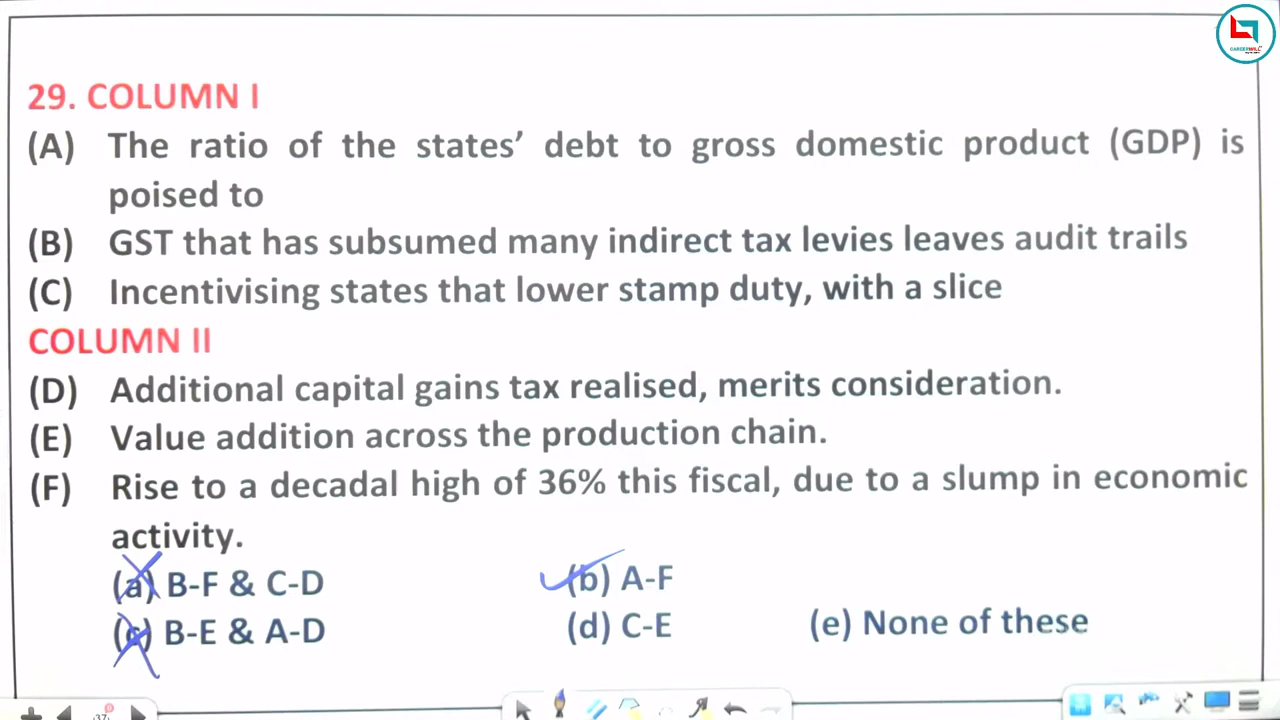 29. COLUMN I
(A) The ratio of the states’ debt to gross domestic product (GDP) is
poised to
(B) GST that has subsumed many indirect tax levies leaves audit trails
(C) Incentivising states that lower stamp duty, with a slice
COLUMN II
(D) Additional capital gains tax realised, merits consideration.
(E) Value addition across the production chain.
(F) Rise to a decadal high of 36% this fiscal, due to a slump in economic
activity.
(a) B-F & C-D (b) A-F
(c) B-E & A-D (d) C-E (e) None of these
CAREERWILL
37